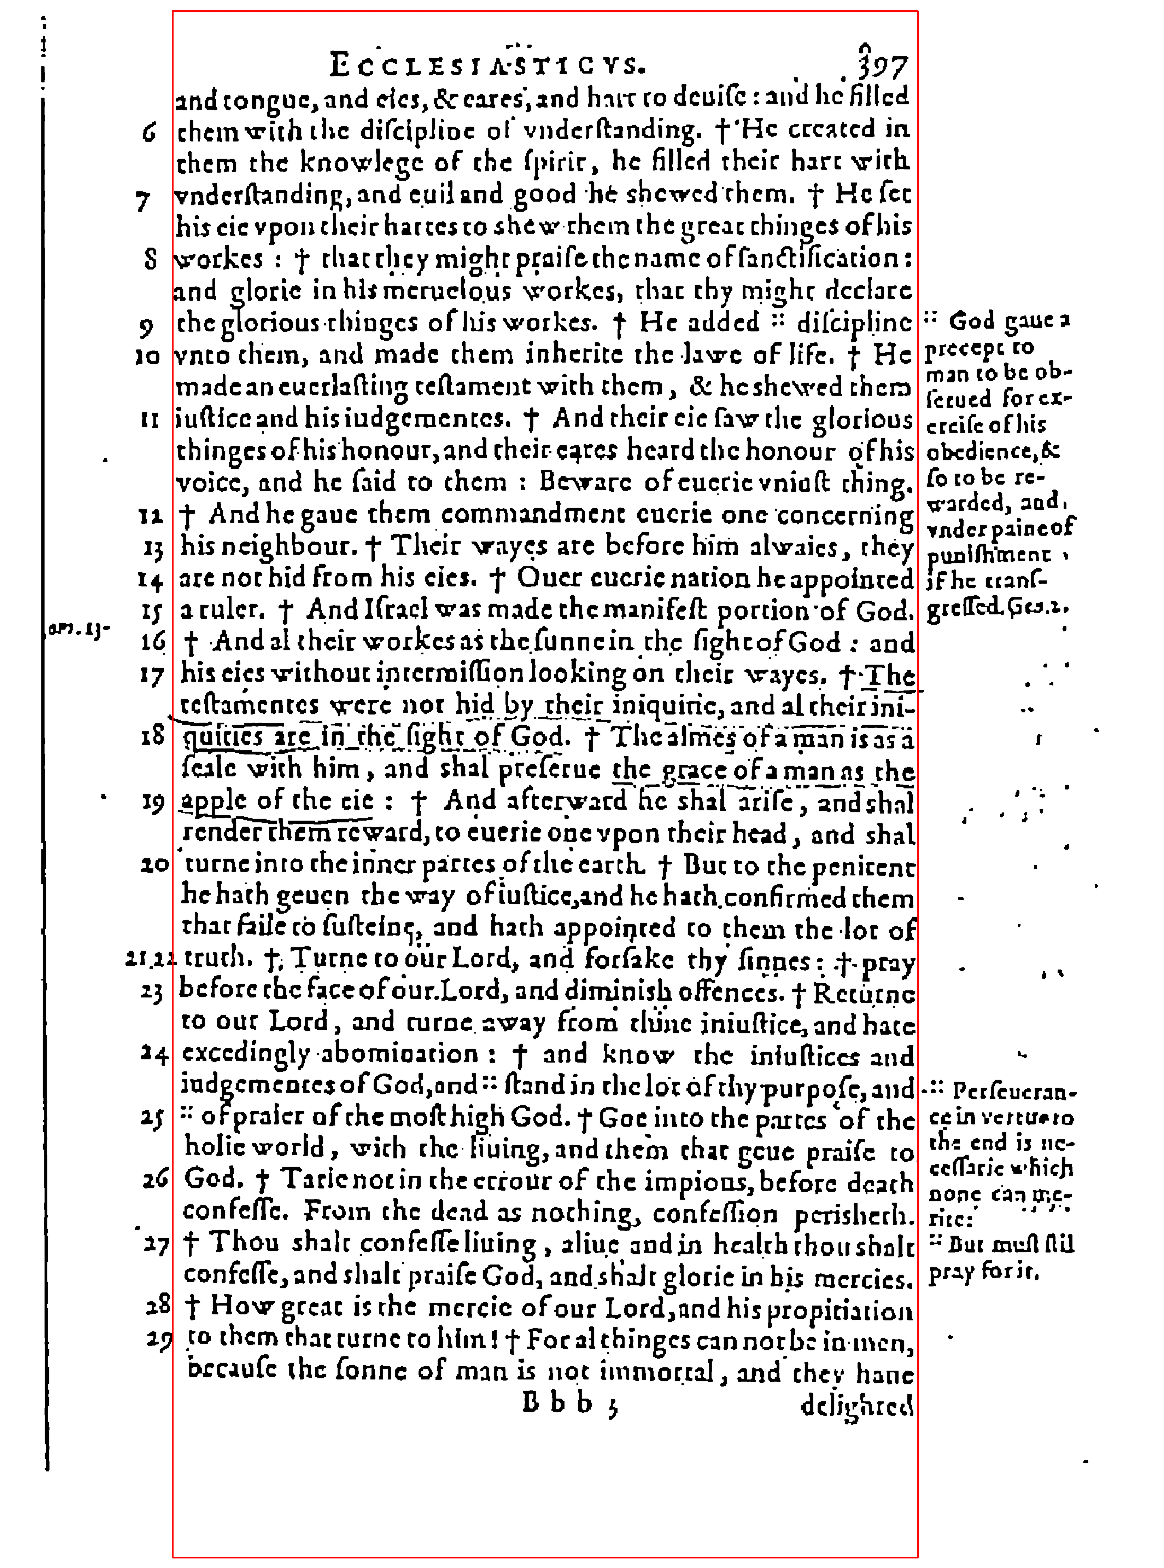 ECCLESIASTICVS. 397
and tongue, and eies, & eares, and hart to deuiſe: and he filled
6 them with the diſcipline of vnderſtanding. † He created in
them the knowlege of the ſpirit, he filled their hart with
7 vnderſtanding, and euil and good he shewed them. † He ſet
his eie vpon their hartes to shew them the great thinges of his
8 workes : † that they might praiſe the name of ſanctification:
and glorie in his meruelous workes, that thy might declare
9 the glorious thinges of his workes. † He added :: diſcipline
10 vnto them, and made them inherite the lawe of life. † He
made an euerlaſting teſtament with them, & he shewed them
11 iuſtice and his iudgementes. † And their eie ſaw the glorious
thinges of his honour, and their eares heard the honour of his
voice, and he ſaid to them : Beware of euerie vniuſt thing.
12 † And he gaue them commandment euerie one concerning
13 his neighbour. † Their wayes are before him alwaies, they
14 are not hid from his eies. † Ouer euerie nation he appointed
15 a ruler. † And Iſrael was made the manifeſt portion of God.
16 † And al their workes as the ſunne in the ſight of God : and
17 his eies without intermiſſion looking on their wayes. † The
teſtamentes were not hid by their iniquitie, and al their ini-
18 quities are in the ſight of God. † The almes of a man is as a
ſeale with him, and shal preſerue the grace of a man as the
19 apple of the eie : † And afterward he shal ariſe, and shal
render them reward, to euerie one vpon their head, and shal
20 turne into the inner partes of the earth. † But to the penitent
he hath geuen the way of iuſtice, and he hath confirmed them
that faile to ſuſteine, and hath appointed to them the lot of
21.22 truth. † Turne to our Lord, and forſake thy ſinnes: † pray
23 before the face of our Lord, and diminish offences. † Returne
to our Lord, and turne away from thine iniuſtice, and hate
24 excedingly abomination : † and know the iniuſtices and
iudgementes of God, and :: ſtand in the lot of thy purpoſe, and
25 :: of praier of the moſt high God. † Goe into the partes of the
holie world, with the liuing, and them that geue praiſe to
26 God. † Tarie not in the errour of the impious, before death
confeſſe. From the dead as nothing, confeſſion perisheth.
27 † Thou shalt confeſſe liuing, aliue and in health thou shalt
confeſſe, and shalt praiſe God, and shalt glorie in his mercies.
28 † How great is the mercie of our Lord, and his propitiation
29 to them that turne to him! † For al thinges can not be in men,
becauſe the ſonne of man is not immortal, and they haue
B b b 3 delighted
:: God gaue a
precept to
man to be ob-
ſerued for ex-
erciſe of his
obedience, &
ſo to be re-
warded, and,
vnder paine of
puniſhment
if he tranſ-
greſſed. Gen. 2.
:: Perſeueran-
ce in vertue to
the end is ne-
ceſſarie which
none can me-
rite:
:: But muſt ſtil
pray for it.